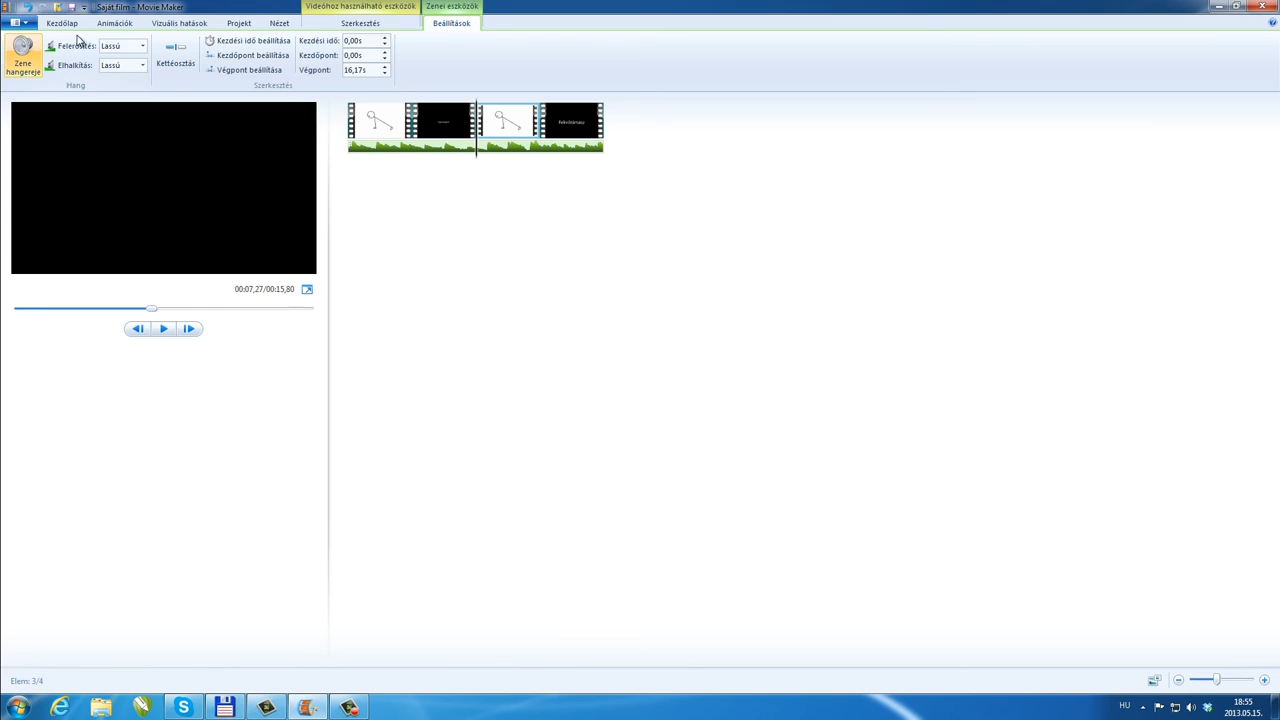 Saját film - Movie Maker
Videóhoz használható eszközök
Zenei eszközök
Kezdőlap
Animációk
Vizuális hatások
Projekt
Nézet
Szerkesztés
Beállítások
Zene
hangereje
Felerősítés:
Lassú
Elhalkítás:
Lassú
Hang
Kettéosztás
Kezdési idő beállítása
Kezdőpont beállítása
Végpont beállítása
Kezdési idő:
0,00s
Kezdőpont:
0,00s
Végpont:
16,17s
Szerkesztés
Fekvőtámasz
00:07,27/00:15,80
Elem: 3/4
HU
18:55
2013.05.15.